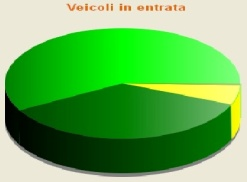 Veicoli in entrata